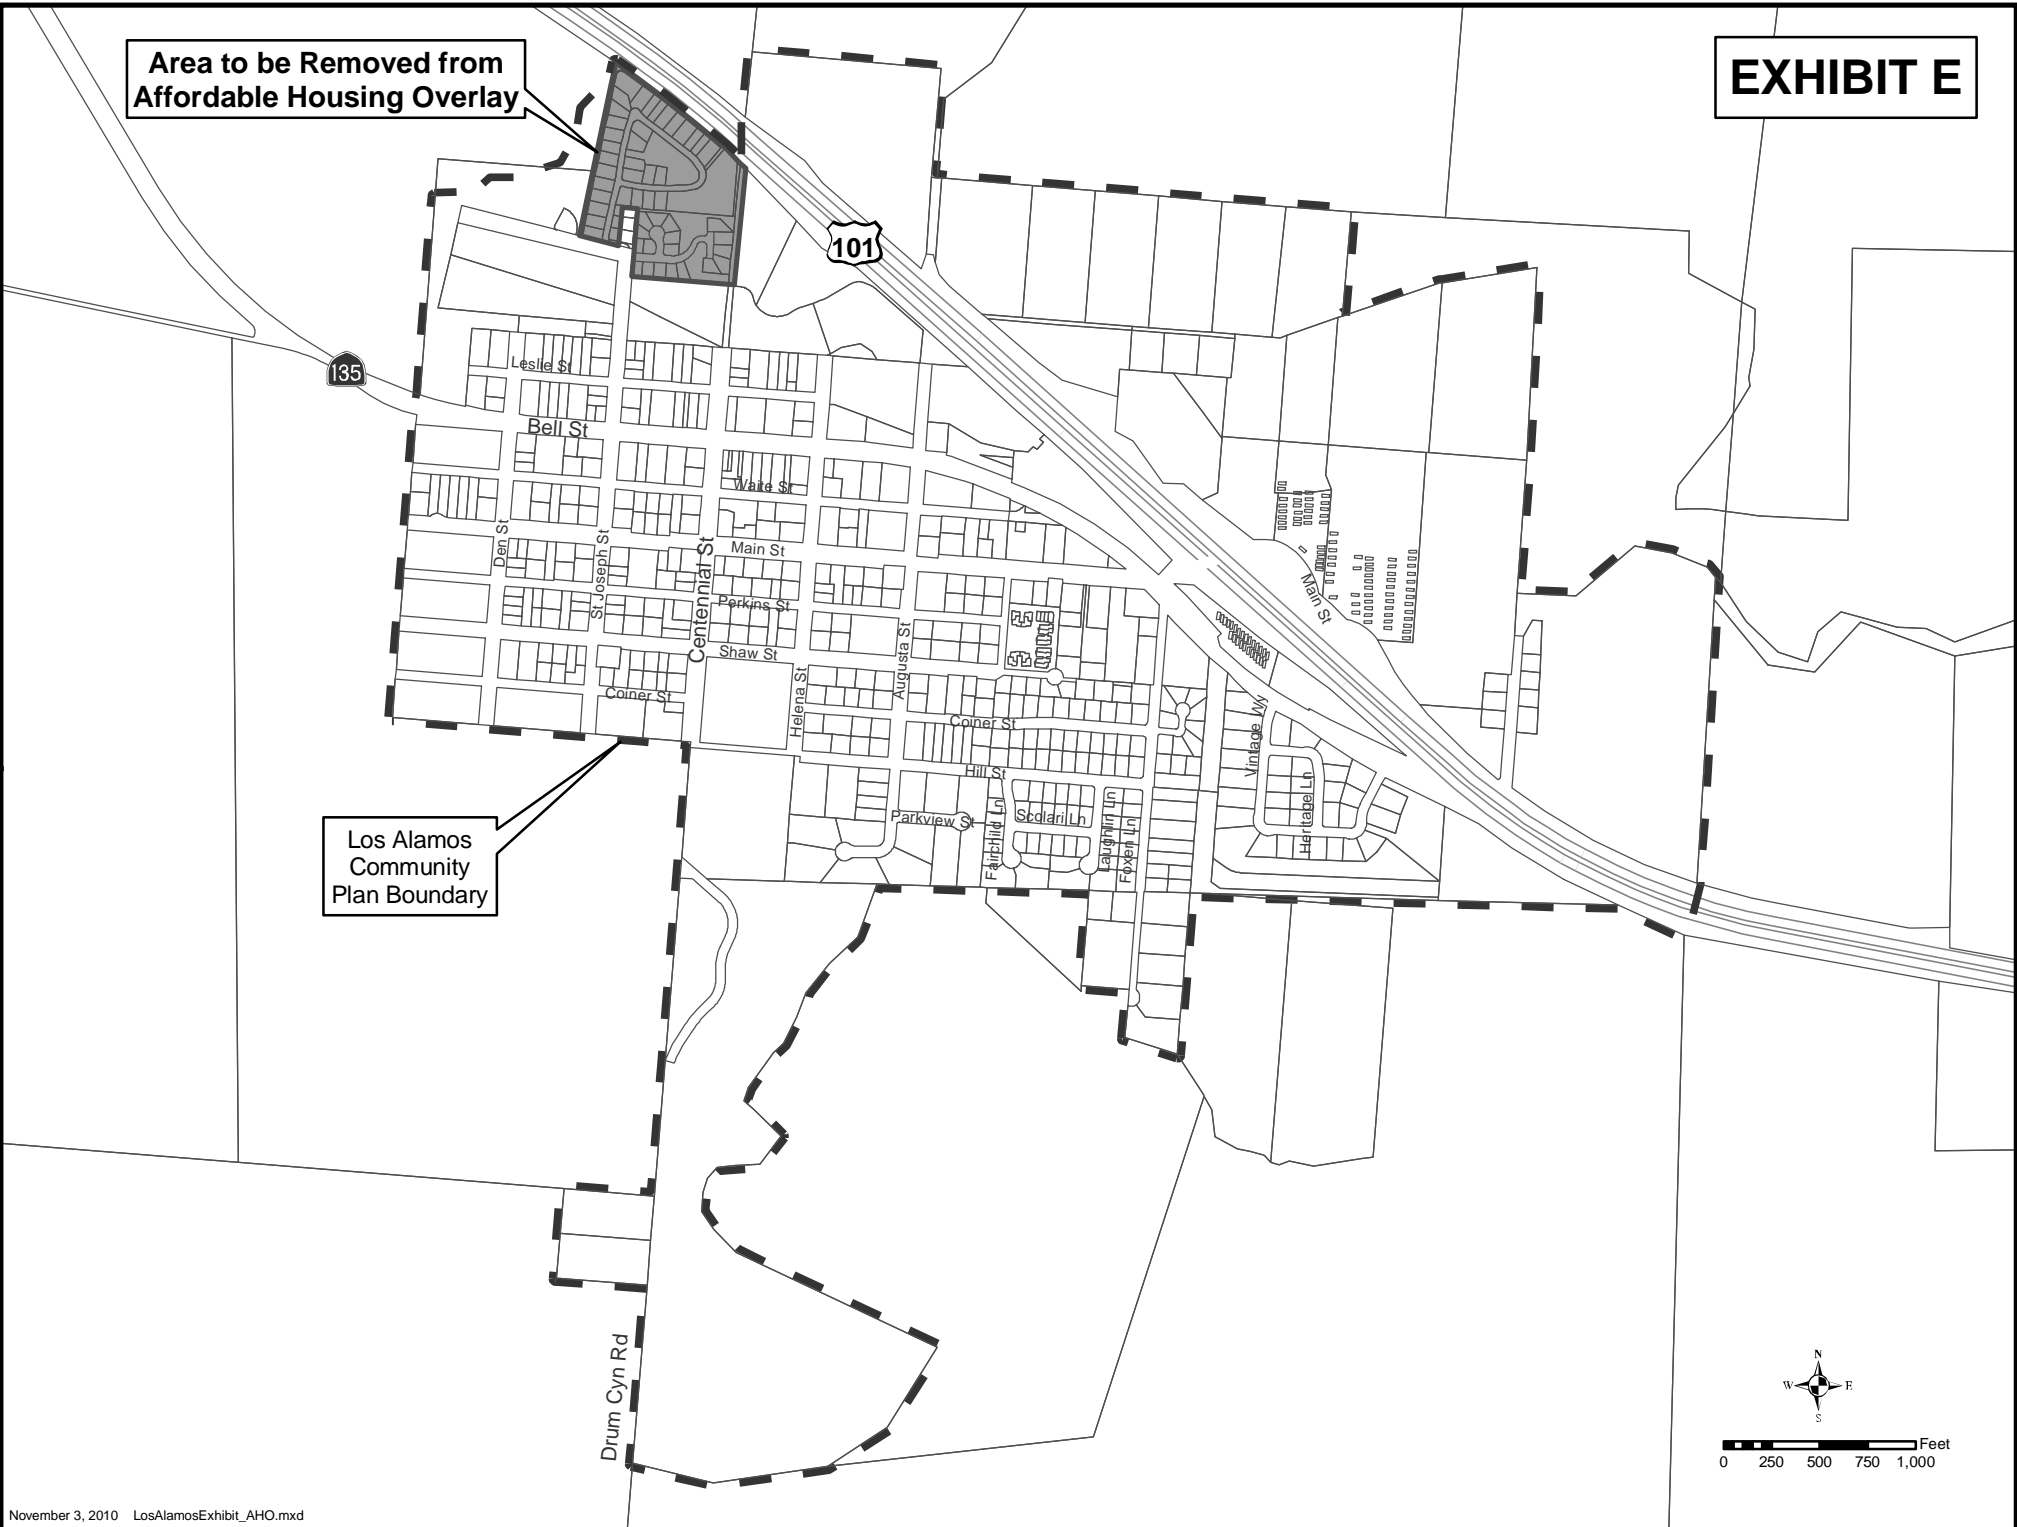 Area to be Removed from
Affordable Housing Overlay
EXHIBIT E
101
135
Leslie St
Bell St
Waite St
Main St
Den St
St Joseph St
Centennial St
Perkins St
Shaw St
Augusta St
Helena St
Coiner St
Coiner St
Main St
Vintage Wy
Hill St
Heritage Ln
Parkview St
Fairchild Ln
Scolari Ln
Laughlin Ln
Foxen Ln
Los Alamos
Community
Plan Boundary
Drum Cyn Rd
N
W E
S
Feet
0 250 500 750 1,000
November 3, 2010 LosAlamosExhibit_AHO.mxd